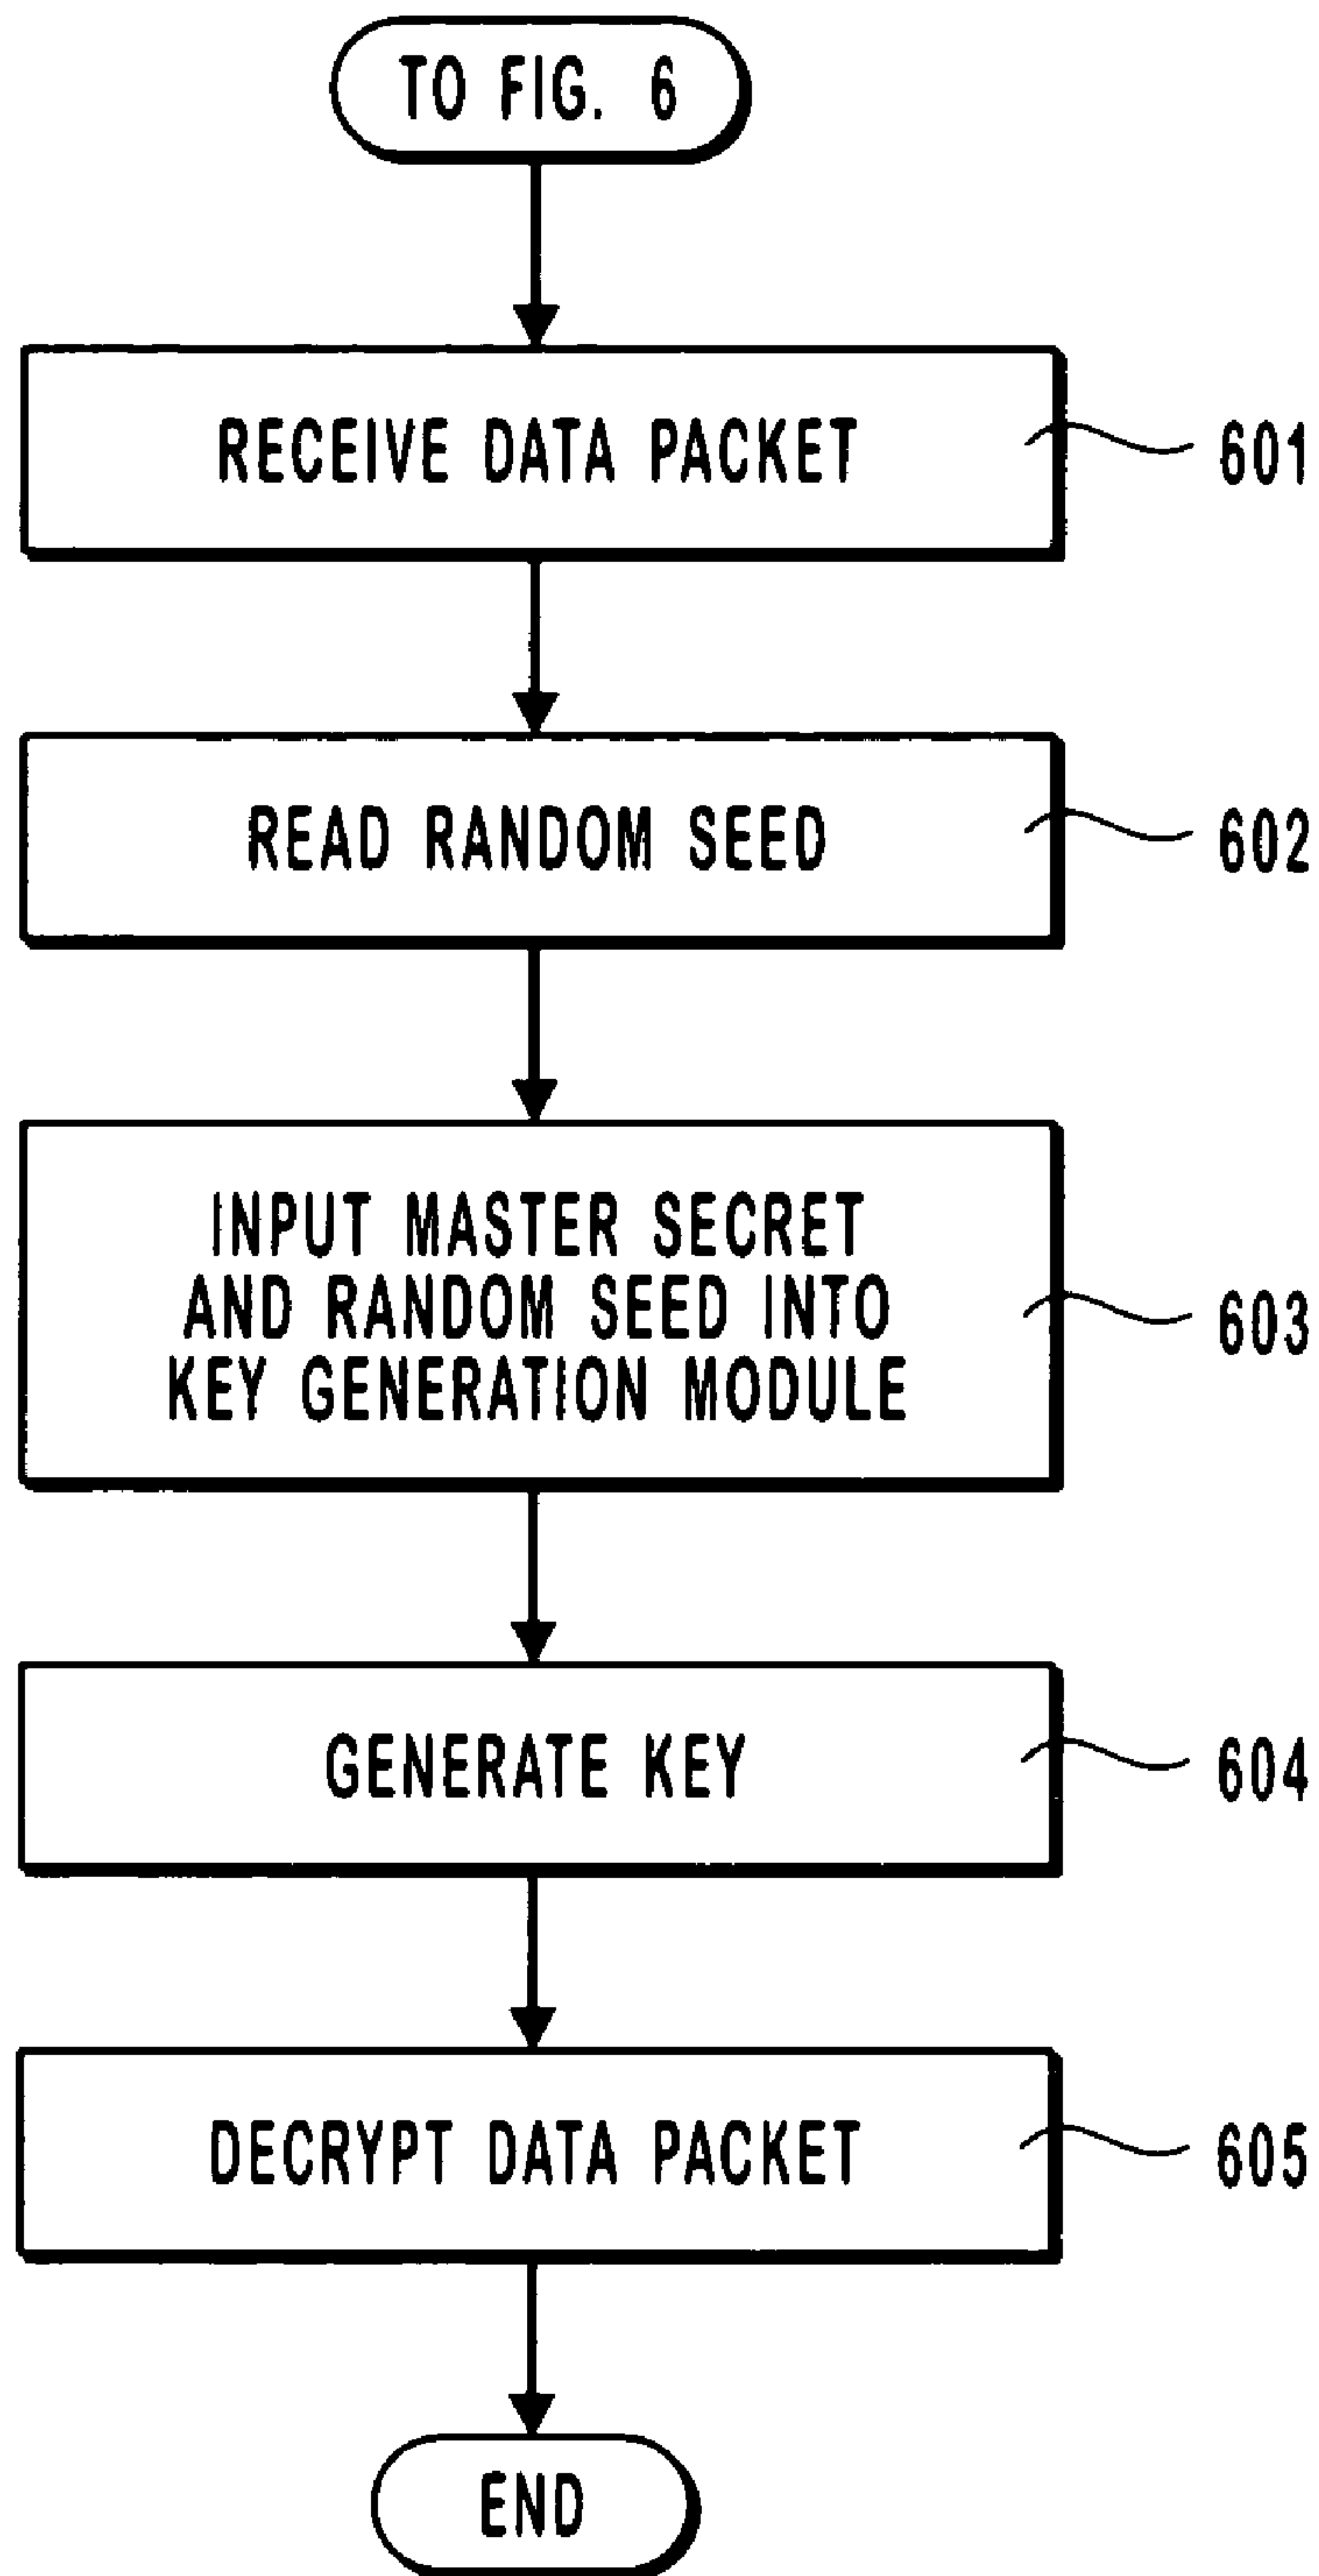 TO FIG. 6
RECEIVE DATA PACKET
601
READ RANDOM SEED
602
INPUT MASTER SECRET
AND RANDOM SEED INTO
KEY GENERATION MODULE
603
GENERATE KEY
604
DECRYPT DATA PACKET
605
END